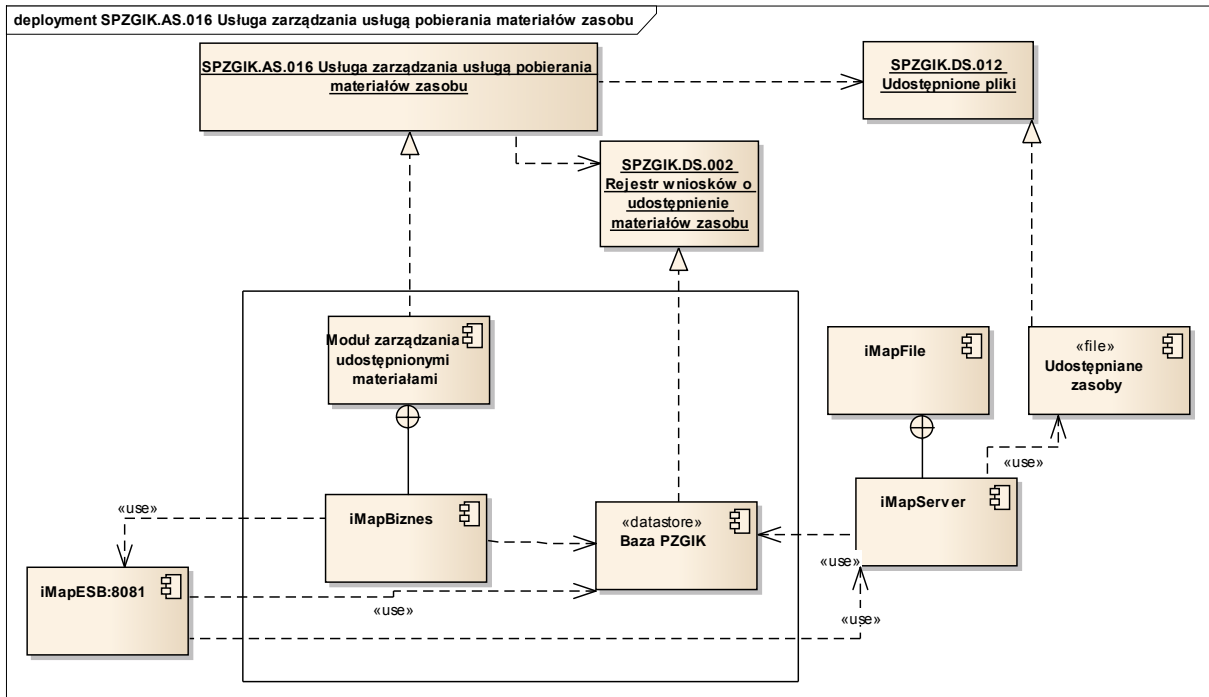 deployment SPZGIK.AS.016 Usługa zarządzania usługą pobierania materiałów zasobu
SPZGIK.AS.016 Usługa zarządzania usługą pobierania
materiałów zasobu
SPZGIK.DS.012
Udostępnione pliki
SPZGIK.DS.002
Rejestr wniosków o
udostępnienie
materiałów zasobu
Moduł zarządzania
udostępnionymi
materiałami
iMapFile
«file»
Udostępniane
zasoby
«use»
iMapBiznes
«datastore»
Baza PZGIK
iMapServer
«use»
«use»
iMapESB:8081
«use»
«use»